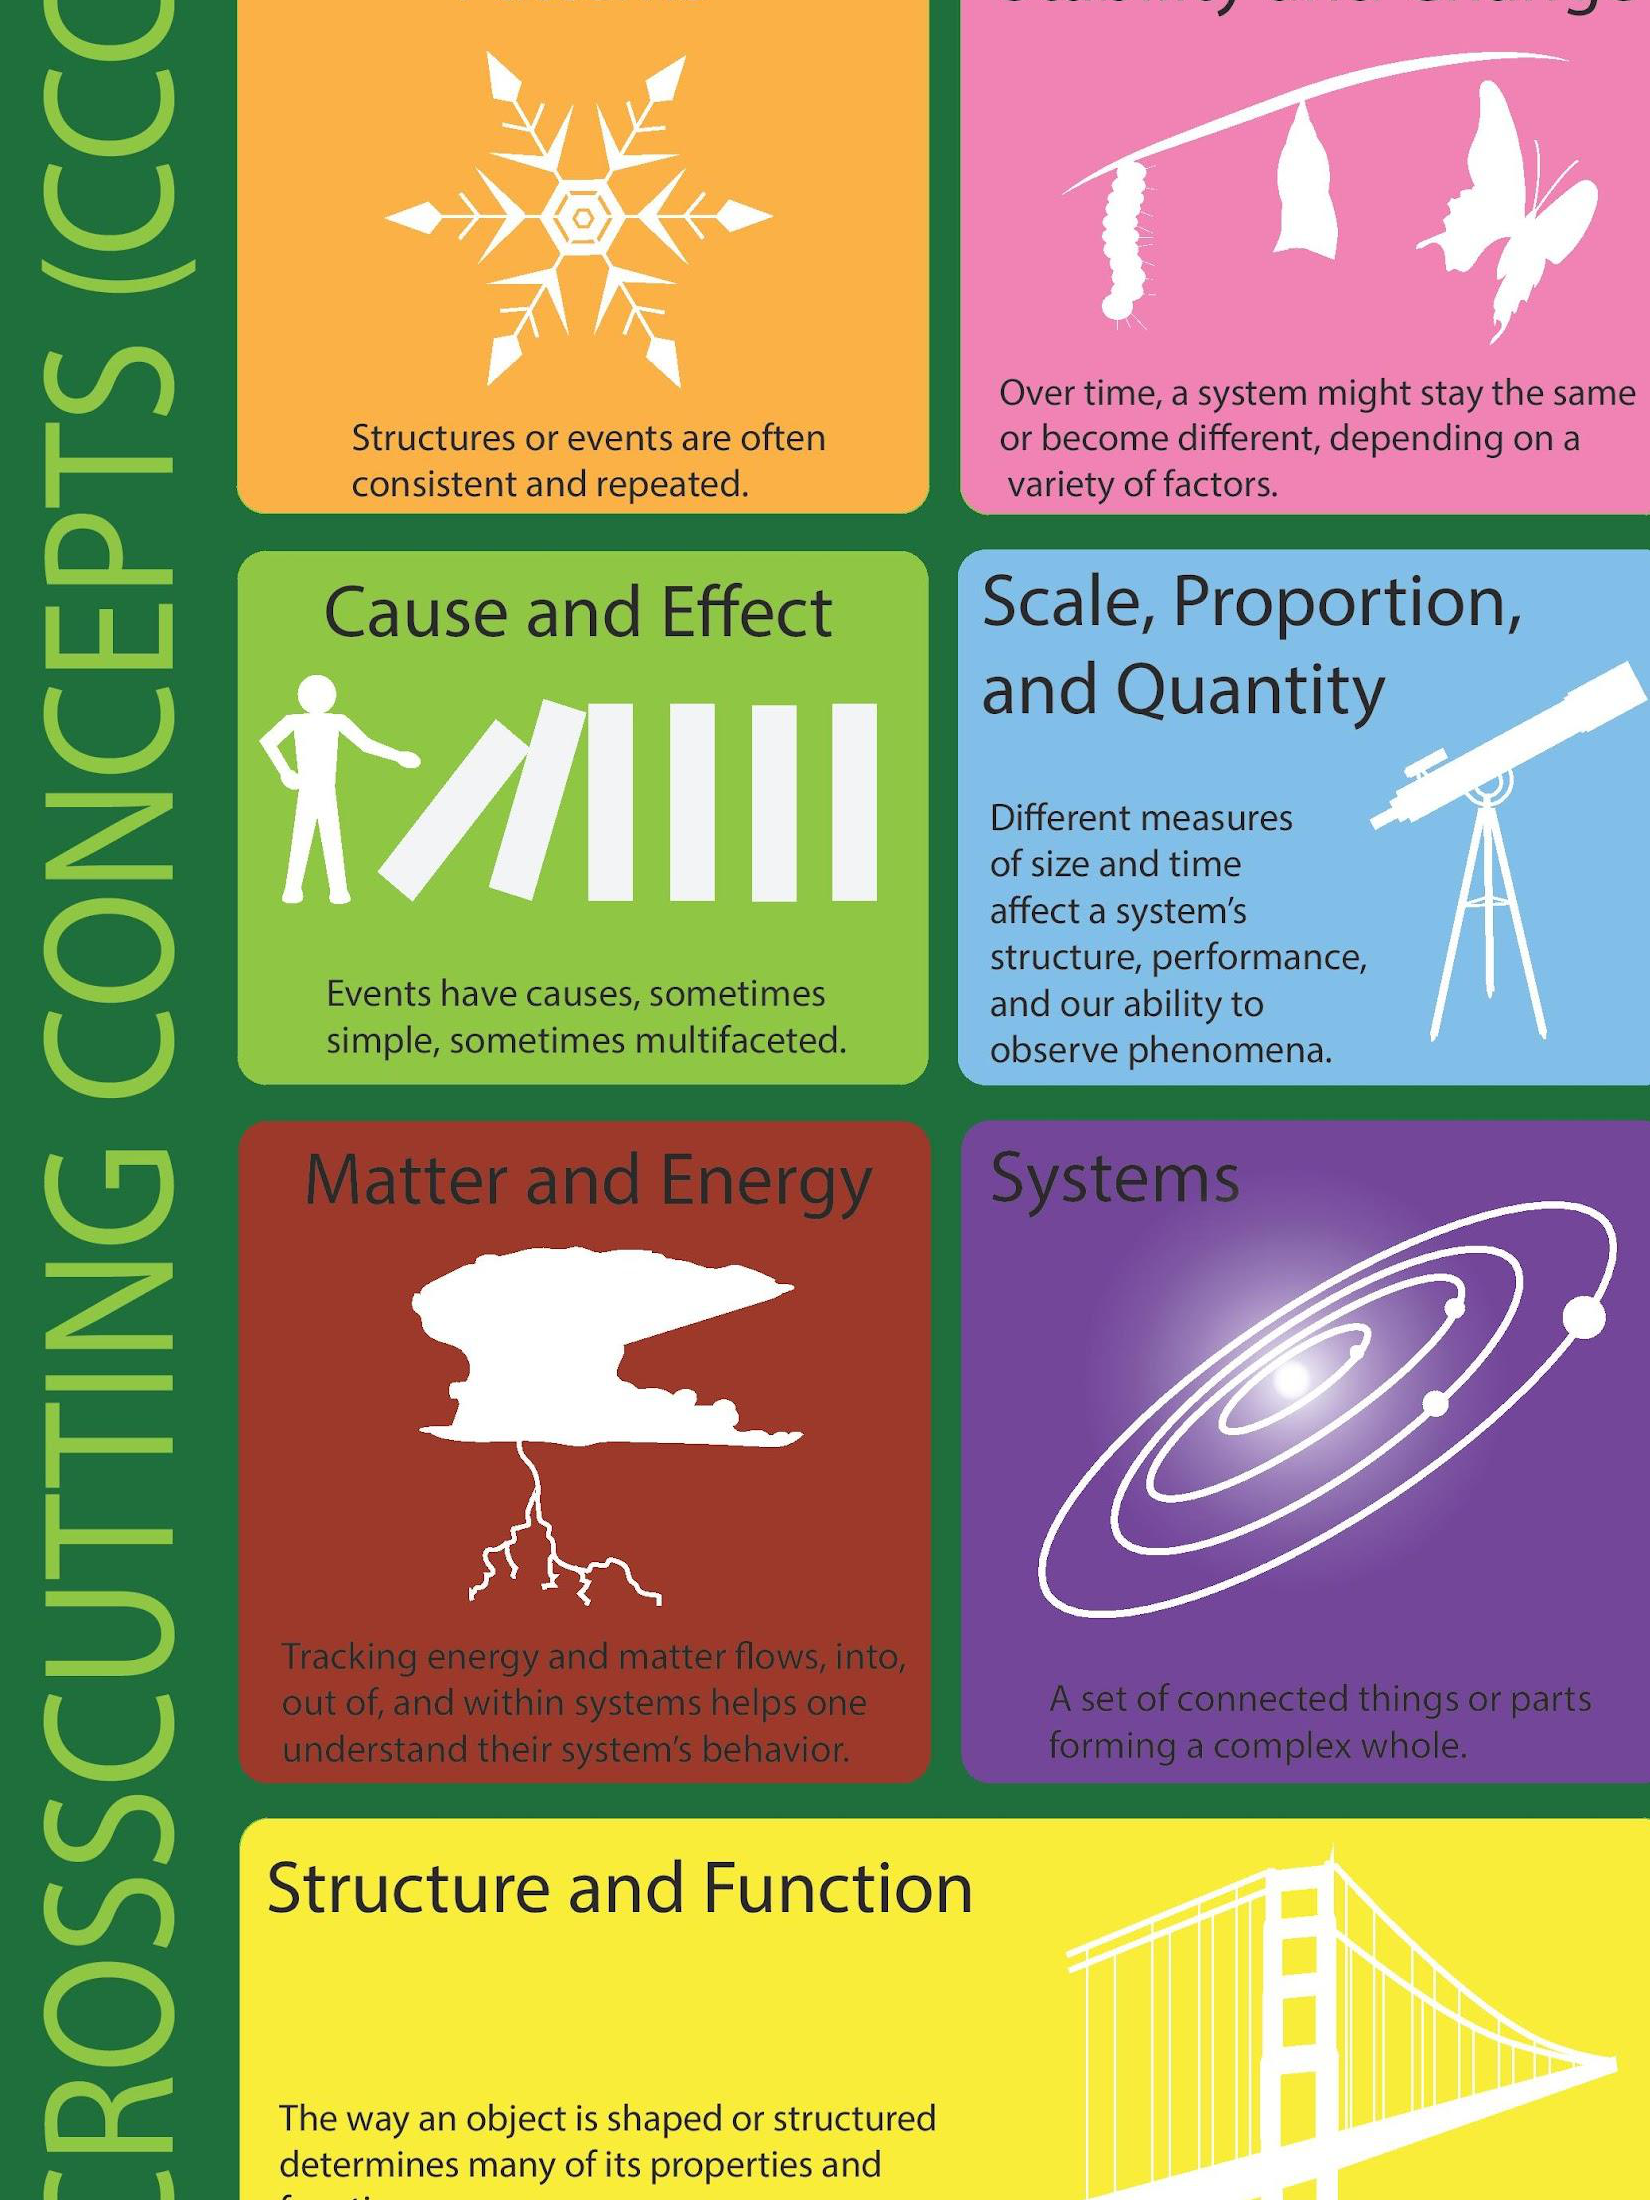 CROSSCUTTING CONCEPTS (CCC
Structures or events are often
consistent and repeated.
Stability and Change
Over time, a system might stay the same
or become different, depending on a
variety of factors.
Cause and Effect
Events have causes, sometimes
simple, sometimes multifaceted.
Scale, Proportion,
and Quantity
Different measures
of size and time
affect a system's
structure, performance,
and our ability to
observe phenomena.
Matter and Energy
Tracking energy and matter flows, into,
out of, and within systems helps one
understand their system's behavior.
Systems
A set of connected things or parts
forming a complex whole.
Structure and Function
The way an object is shaped or structured
determines many of its properties and